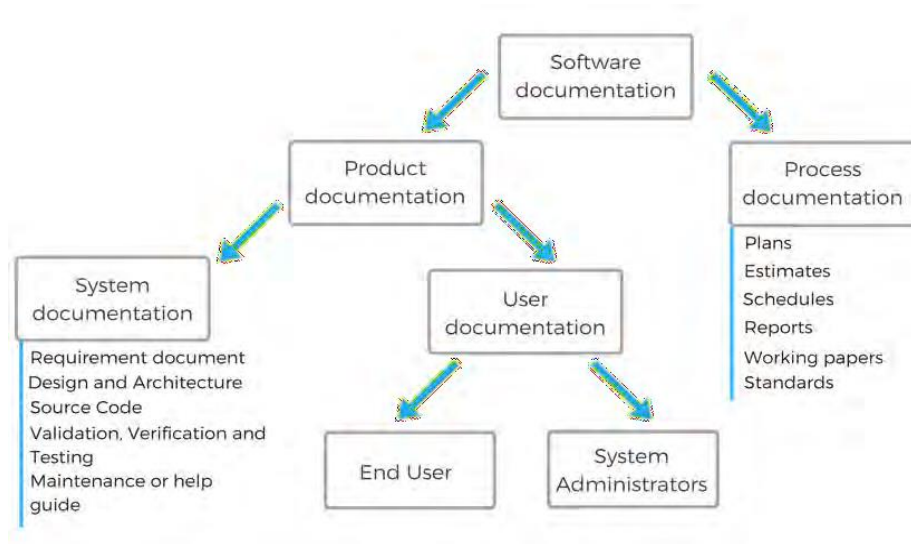 Software
documentation
Product
documentation
Process
documentation
System
documentation
User
documentation
Plans
Estimates
Schedules
Reports
Working papers
Standards
Requirement document
Design and Architecture
Source Code
Validation, Verification and
Testing
Maintenance or help
guide
End User
System
Administrators